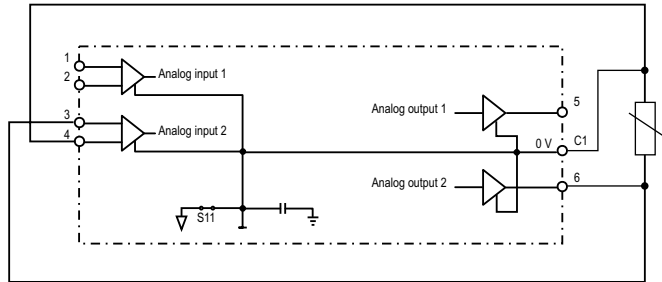 1
2
Analog input 1
3
4
Analog input 2
S11
Analog output 1
5
0 V
C1
Analog output 2
6